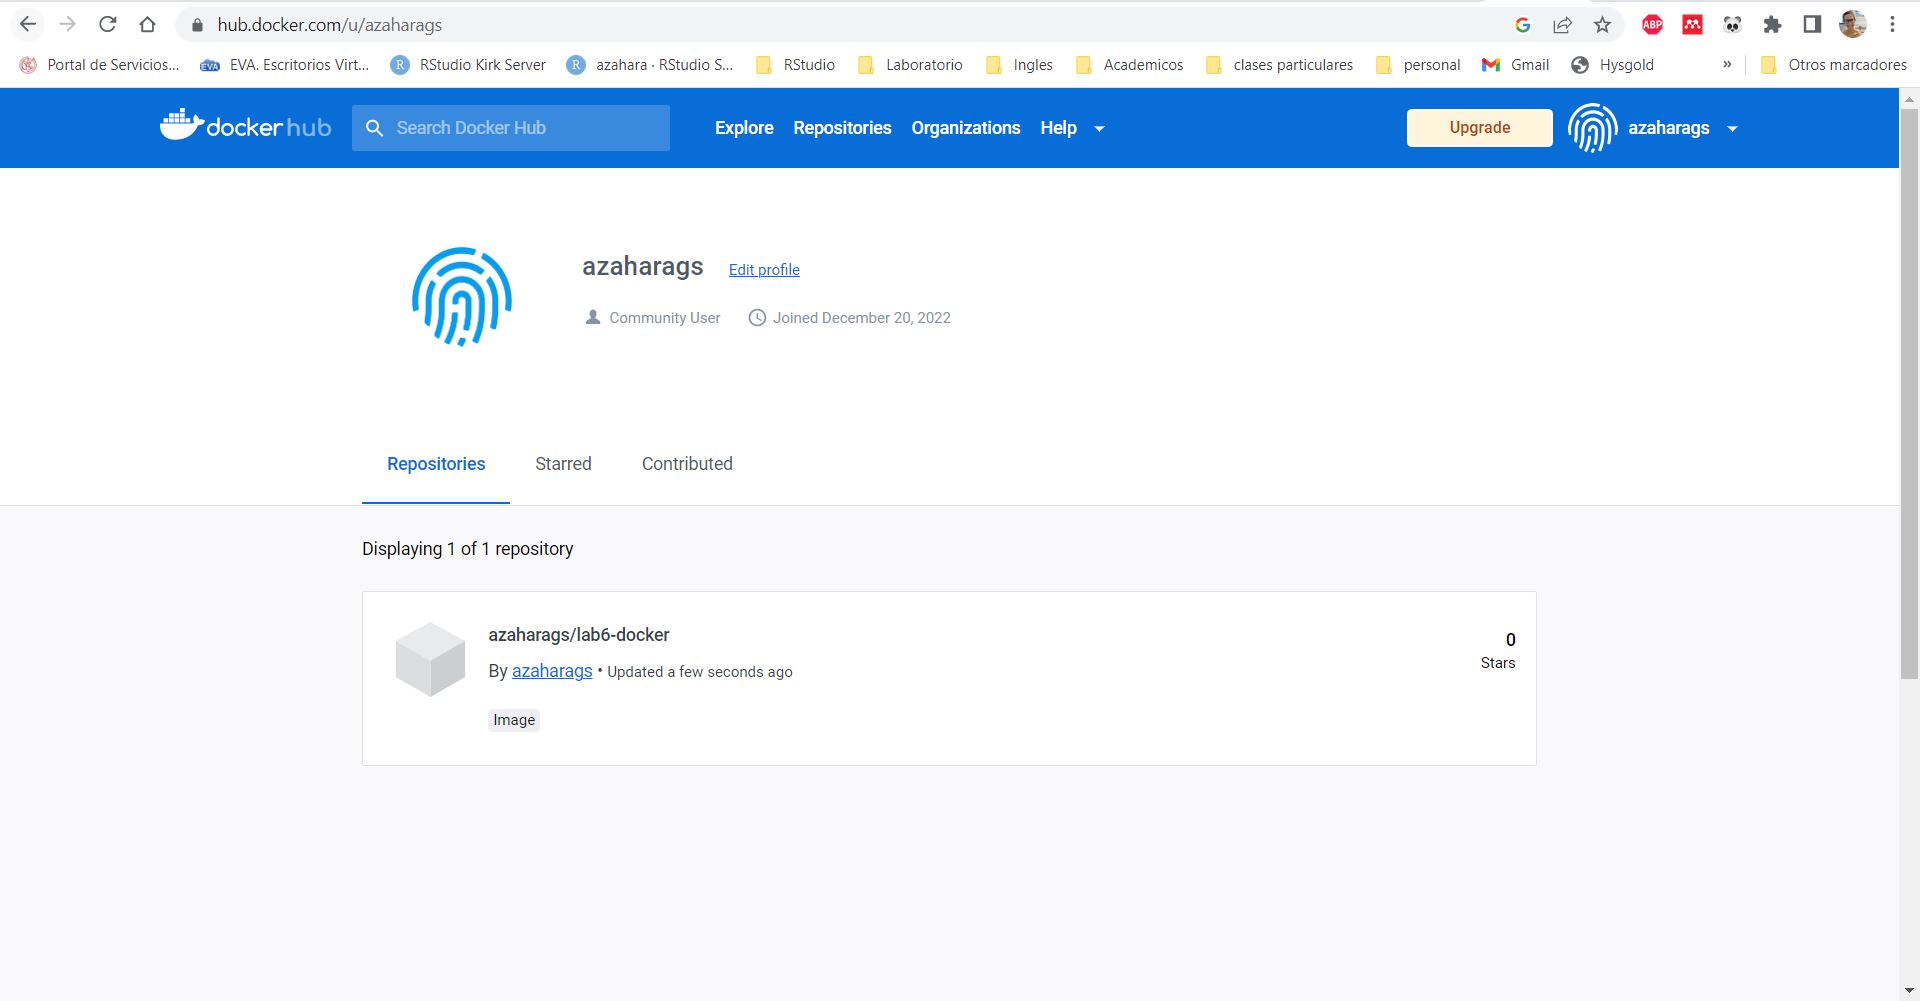 hub.docker.com/u/azaharags
ABP
Portal de Servicios... EVA EVA. Escritorios Virt... R RStudio Kirk Server R azahara · RStudio S... RStudio Laboratorio Ingles Academicos clases particulares personal Gmail Hysgold » Otros marcadores
docker hub Search Docker Hub Explore Repositories Organizations Help Upgrade azaharags
azaharags Edit profile
Community User Joined December 20, 2022
Repositories Starred Contributed
Displaying 1 of 1 repository
azaharags/lab6-docker
0
Stars
By azaharags • Updated a few seconds ago
Image